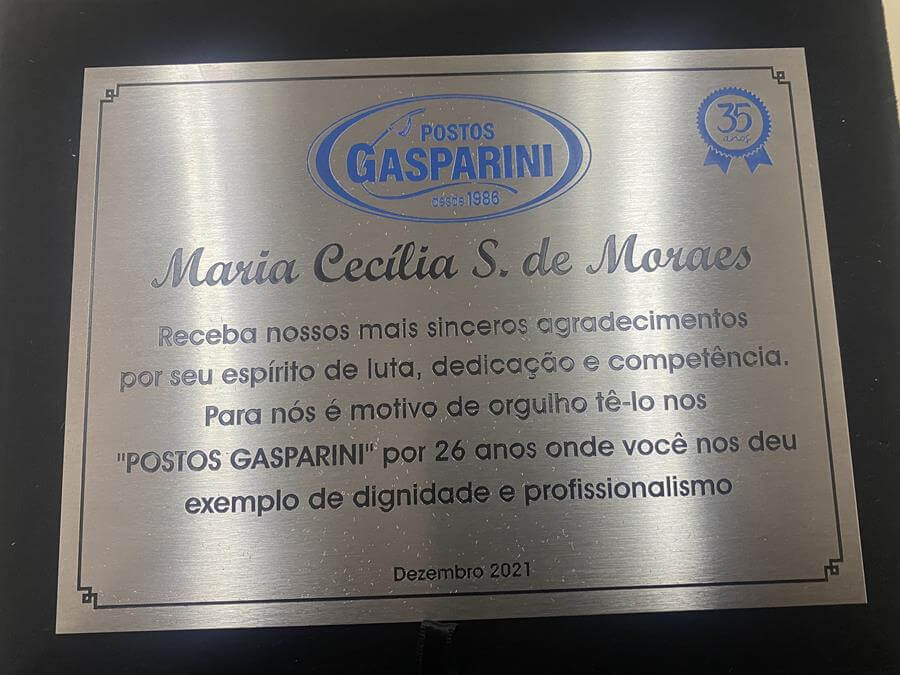 POSTOS
GASPARINI
desde 1986
35
anos
Maria Cecília S. de Moraes
Receba nossos mais sinceros agradecimentos
por seu espírito de luta, dedicação e competência.
Para nós é motivo de orgulho tê-lo nos
"POSTOS GASPARINI" por 26 anos onde você nos deu
exemplo de dignidade e profissionalismo
Dezembro 2021